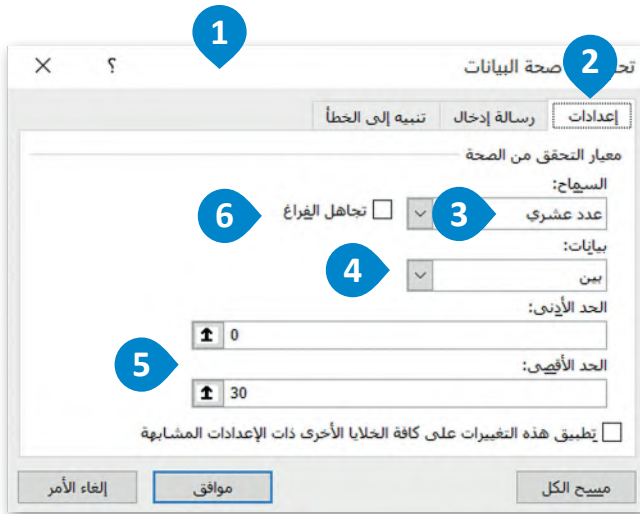 1
تح صحة البيانات ؟ ×
2
إعدادات رسالة إدخال تنبيه إلى الخطأ
معيار التحقق من الصحة
السماح:
عدد عشري 3 تجاهل الفراغ 6
بيانات:
بين 4
الحد الأدنى:
0
5
الحد الأقصى:
30
تطبيق هذه التغييرات على كافة الخلايا الأخرى ذات الإعدادات المشابهة
مسح الكل موافق إلغاء الأمر